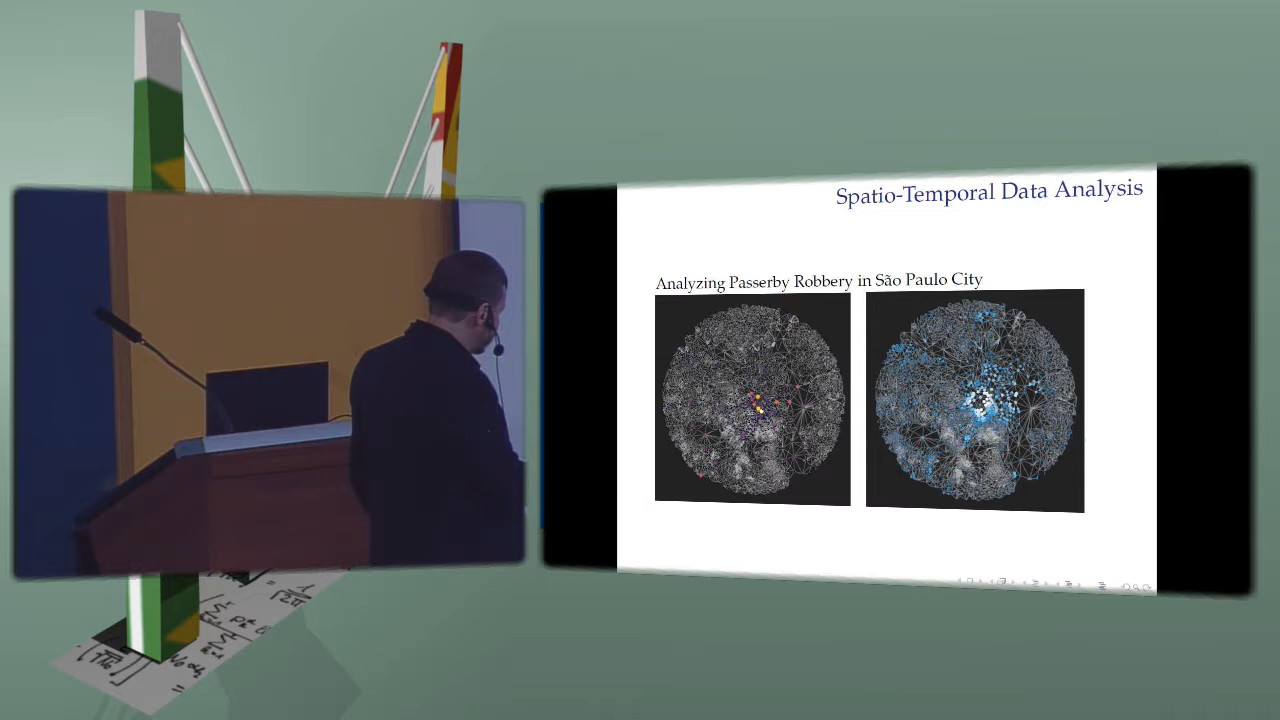 Spatio-Temporal Data Analysis
Analyzing Passerby Robbery in São Paulo City